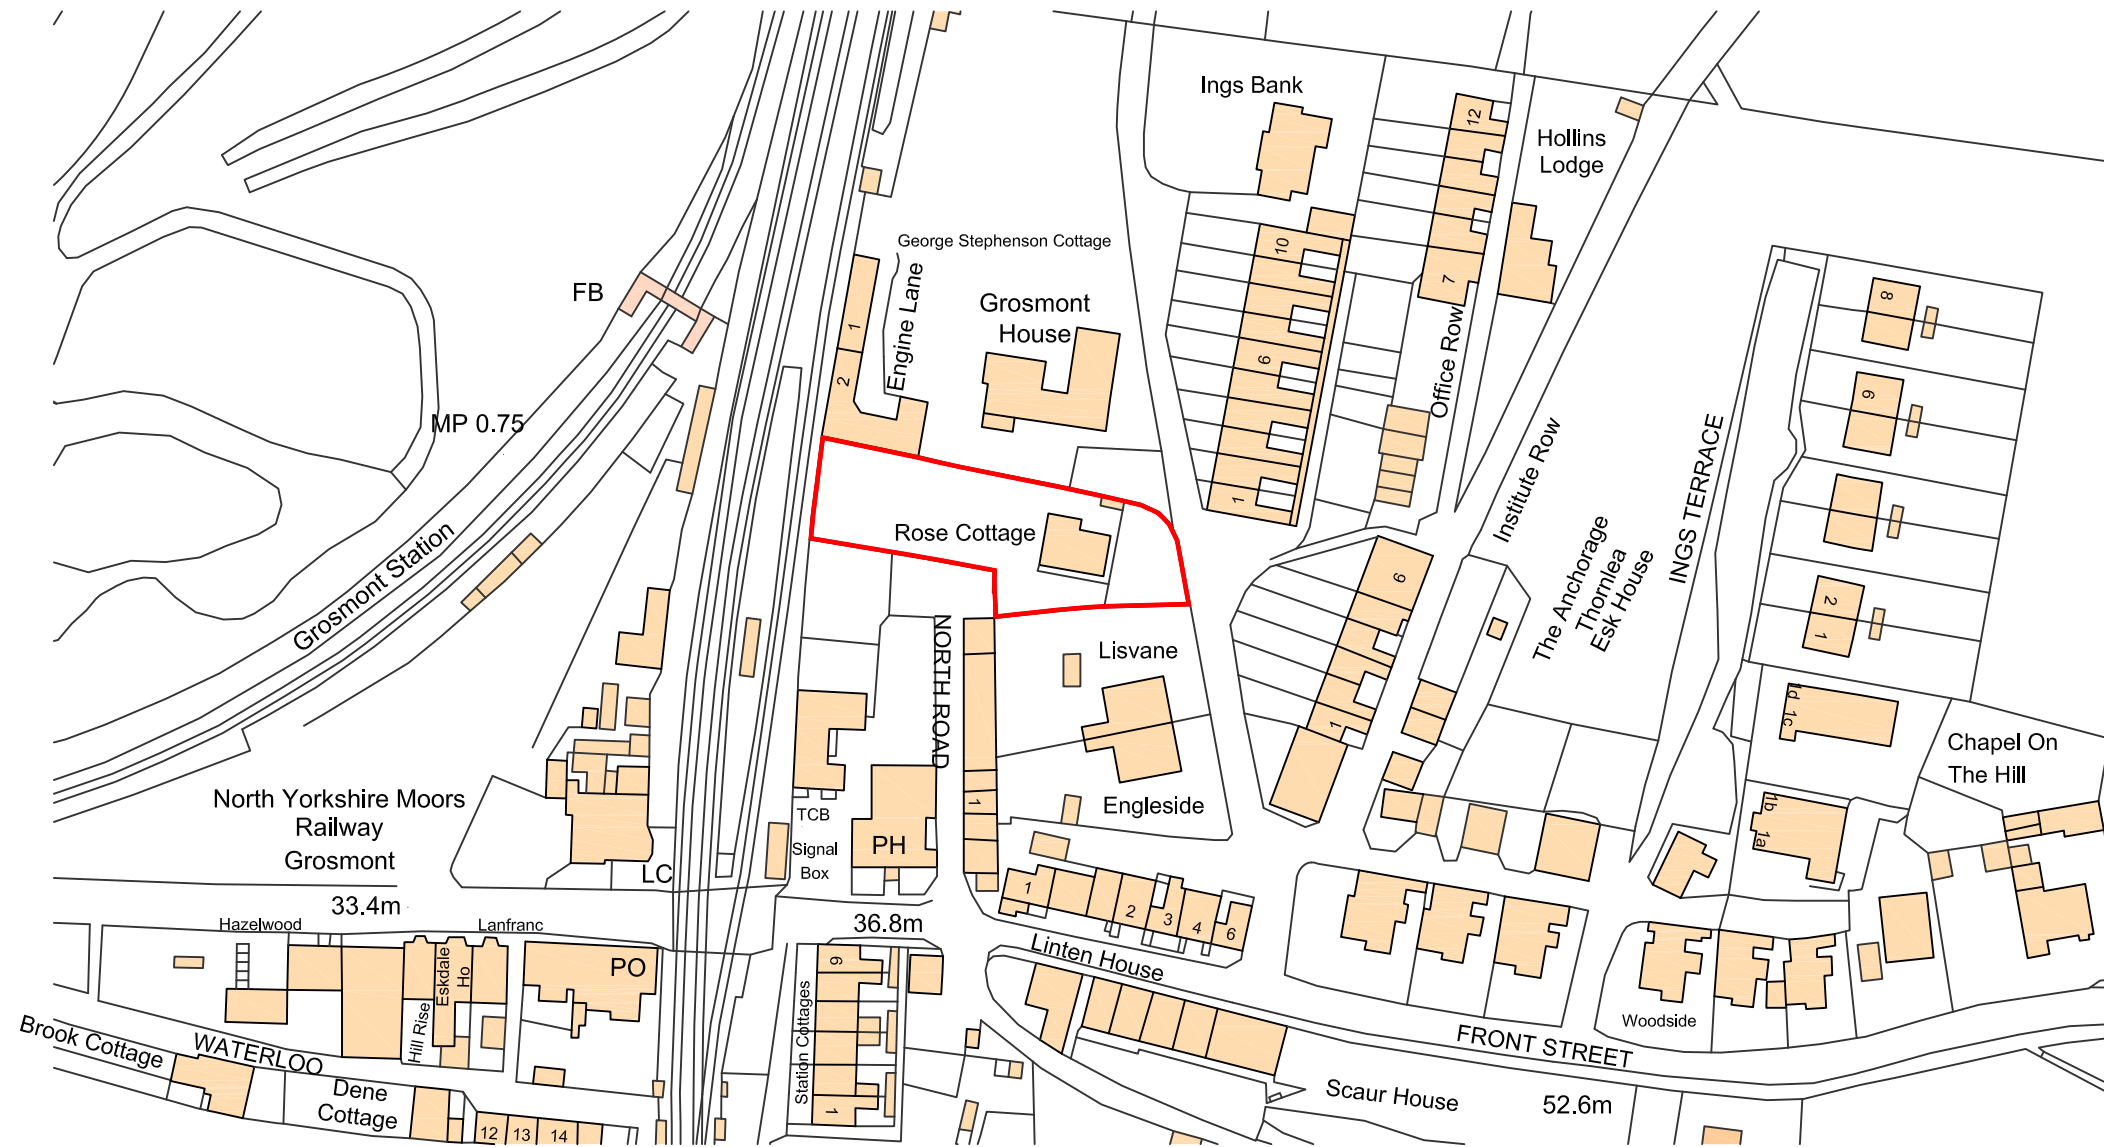 Ings Bank
12
Hollins
Lodge
George Stephenson Cottage
10
FB
Engine Lane
Grosmont
House
7
8
1
Office Row
6
2
6
MP 0.75
Institute Row
INGS TERRACE
1
Grosmont Station
Rose Cottage
The Anchorage
Thornlea
Esk House
6
2
1
NORTH ROAD
Lisvane
1d
1c
1
Chapel On
The Hill
North Yorkshire Moors
Railway
Grosmont
TCB
1
Engleside
1b
1a
Signal
Box
PH
LC
33.4m
1
2
3
4
6
36.8m
Hazelwood
Lanfranc
Linten House
Eskdale
Ho
PO
9
Hill Rise
Station Cottages
Woodside
Brook Cottage
WATERLOO
FRONT STREET
Dene
Cottage
1
Scaur House
52.6m
12
13
14